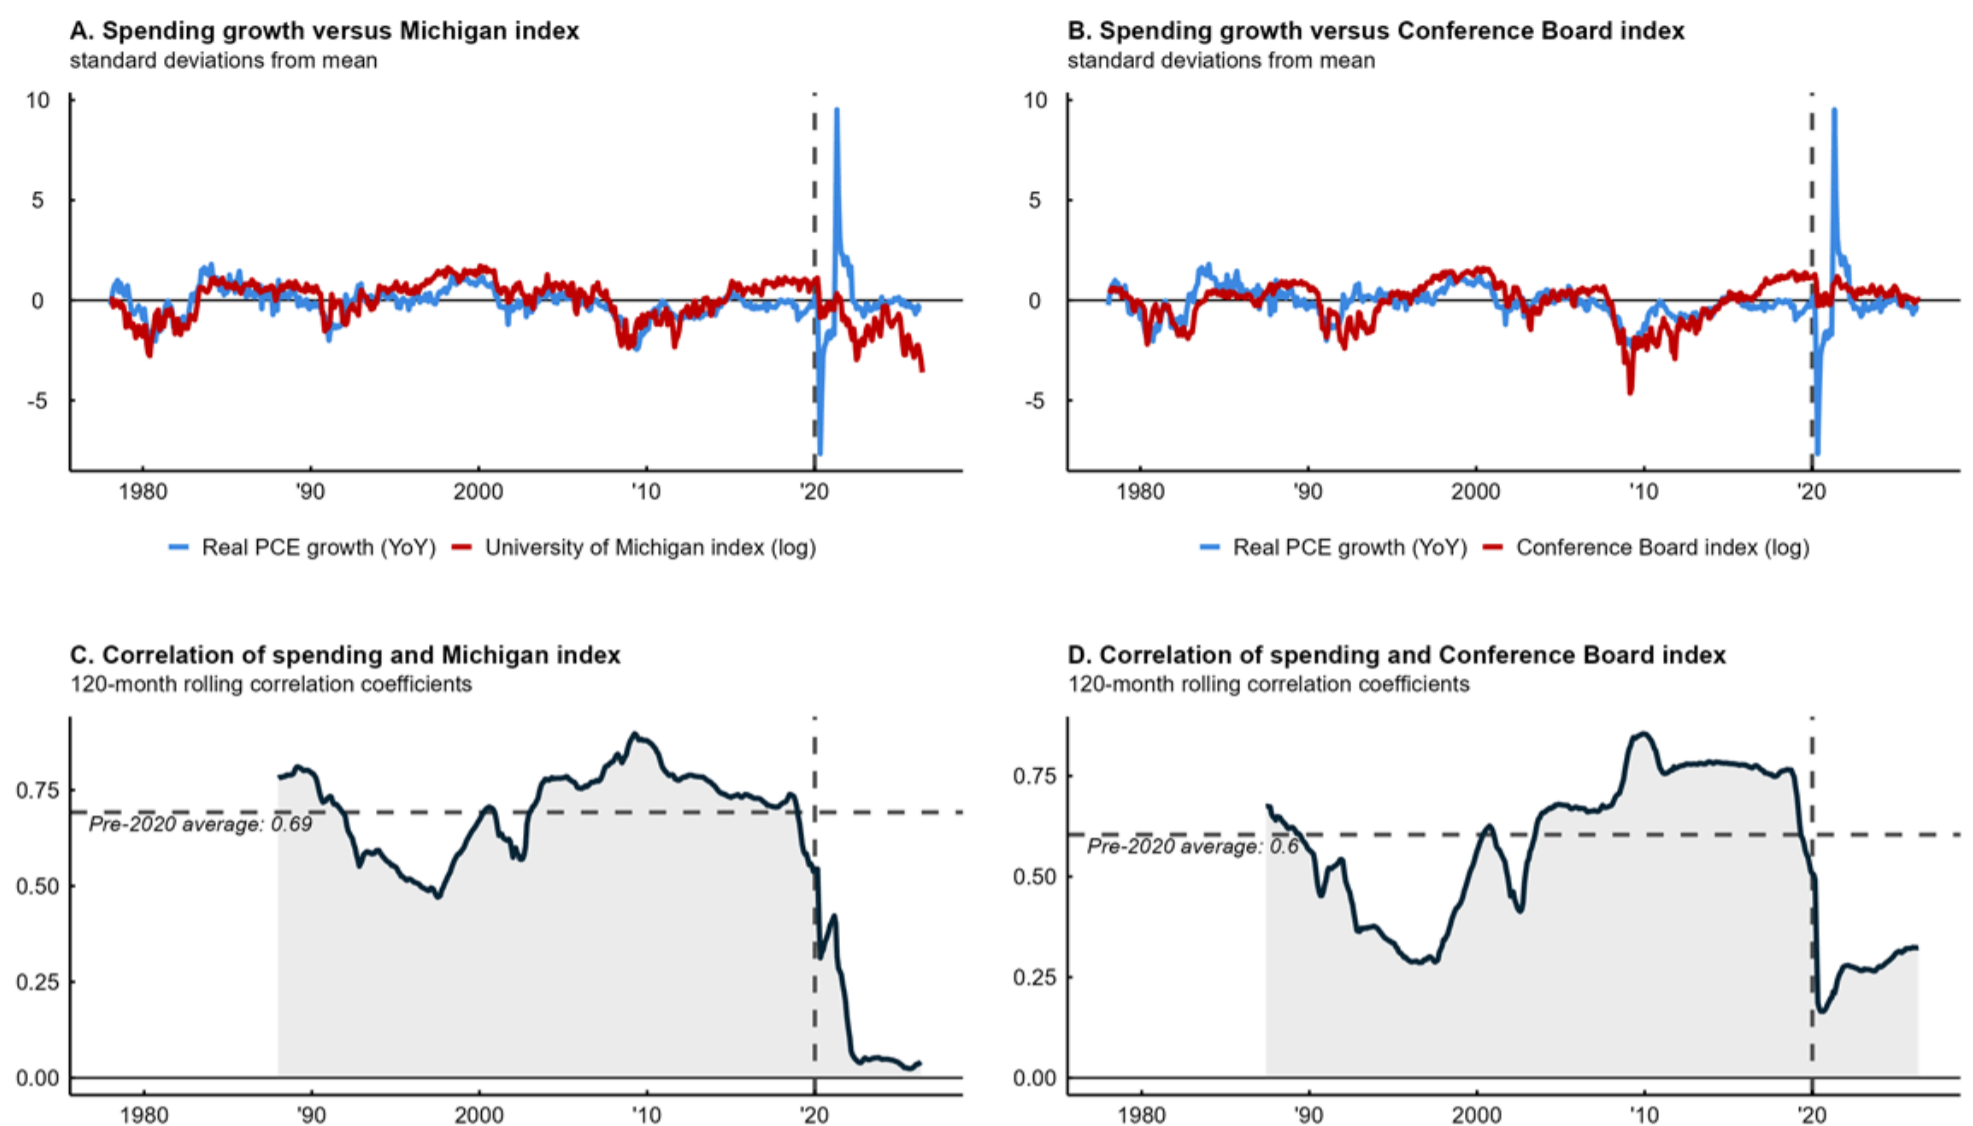 A. Spending growth versus Michigan index
standard deviations from mean
10
5
0
-5
1980 '90 2000 '10 '20
Real PCE growth (YoY) University of Michigan index (log)
B. Spending growth versus Conference Board index
standard deviations from mean
10
5
0
-5
1980 '90 2000 '10 '20
Real PCE growth (YoY) Conference Board index (log)
C. Correlation of spending and Michigan index
120-month rolling correlation coefficients
0.75
Pre-2020 average: 0.69
0.50
0.25
0.00
1980 '90 2000 '10 '20
D. Correlation of spending and Conference Board index
120-month rolling correlation coefficients
0.75
Pre-2020 average: 0.6
0.50
0.25
0.00
1980 '90 2000 '10 '20